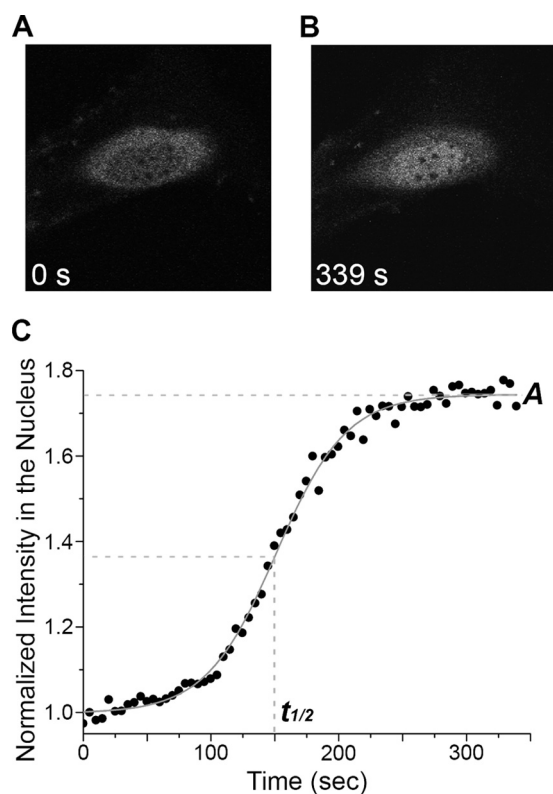 A
B
0 s
339 s
C
Normalized Intensity in the Nucleus
1.8
1.6
1.4
1.2
1.0
A
t1/2
0
100
200
300
Time (sec)